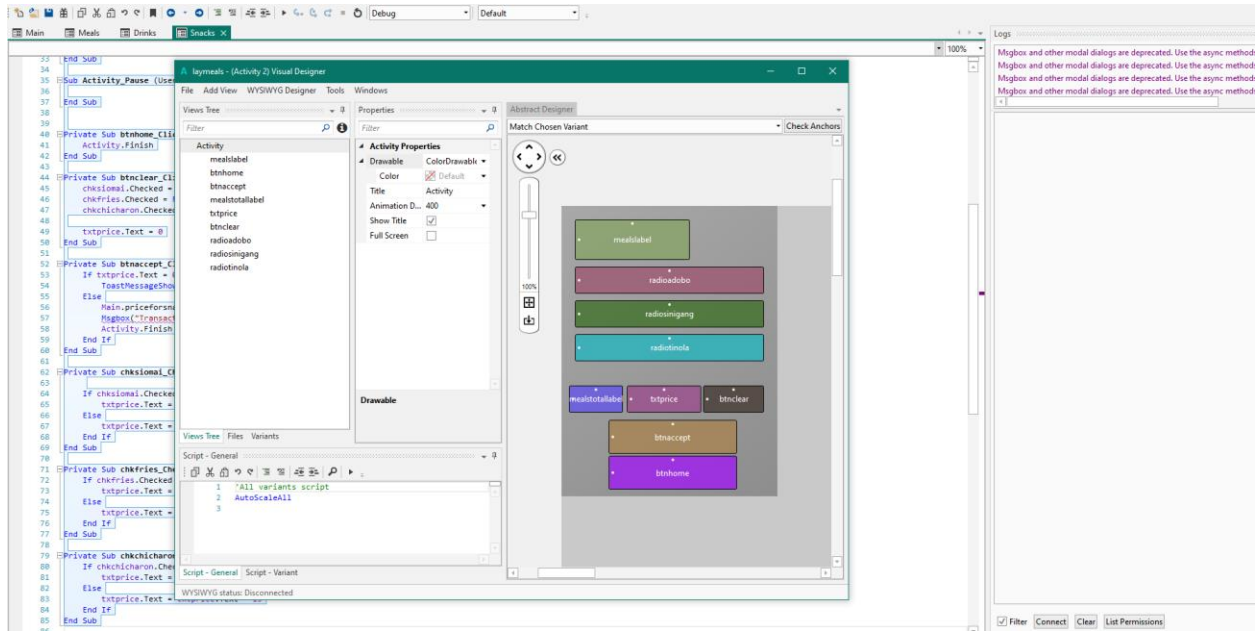 Debug
Default
Main
Meals
Drinks
Snacks
100%
33 End Sub
34
35 Sub Activity_Pause (User
36
37 End Sub
38
39
40 Private Sub btnhome_Cli
41 Activity.Finish
42 End Sub
43
44 Private Sub btnclear_Cl
45 chksiomai.Checked =
46 chkfries.Checked =
47 chkchicharon.Checked
48
49 txtprice.Text = 0
50 End Sub
51
52 Private Sub btnaccept_C
53 If txtprice.Text =
54 ToastMessageShow
55 Else
56 Main.priceforsna
57 Msgbox("Transact
58 Activity.Finish
59 End If
60 End Sub
61
62 Private Sub chksiomai_Ch
63
64 If chksiomai.Checked
65 txtprice.Text =
66 Else
67 txtprice.Text =
68 End If
69 End Sub
70
71 Private Sub chkfries_Che
72 If chkfries.Checked
73 txtprice.Text =
74 Else
75 txtprice.Text =
76 End If
77 End Sub
78
79 Private Sub chkchicharon
80 If chkchicharon.Chec
81 txtprice.Text =
82 Else
83 txtprice.Text =
84 End If
85 End Sub
laymeals - (Activity 2) Visual Designer
File Add View WYSIWYG Designer Tools Windows
Views Tree
Filter
Activity
mealslabel
btnhome
btnaccept
mealstotallabel
txtprice
btnclear
radioadobo
radiosinigang
radiotinola
Views Tree Files Variants
Properties
Filter
Activity Properties
Drawable ColorDrawable
Color Default
Title Activity
Animation D... 400
Show Title
Full Screen
Drawable
Script - General
1 'All variants script
2 AutoScaleAll
3
Script - General Script - Variant
WYSIWYG status: Disconnected
Abstract Designer
Match Chosen Variant
Check Anchors
100%
mealslabel
radioadobo
radiosinigang
radiotinola
mealstotallabel
txtprice
btnclear
btnaccept
btnhome
Logs
Msgbox and other modal dialogs are deprecated. Use the async methods
Msgbox and other modal dialogs are deprecated. Use the async methods
Msgbox and other modal dialogs are deprecated. Use the async methods
Msgbox and other modal dialogs are deprecated. Use the async methods
Filter Connect Clear List Permissions